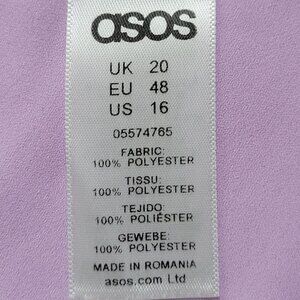 asos
UK 20
EU 48
US 16
05574765
FABRIC:
100% POLYESTER
TISSU:
100% POLYESTER
TEJIDO:
100% POLIÉSTER
GEWEBE:
100% POLYESTER
MADE IN ROMANIA
asos.com Ltd